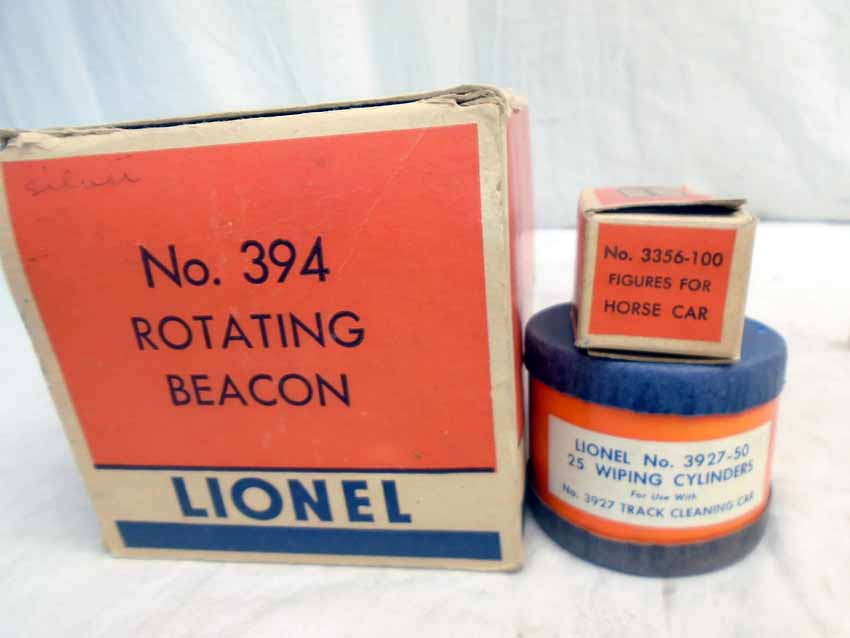 silver
No. 394
ROTATING
BEACON
LIONEL
No. 3356-100
FIGURES FOR
HORSE CAR
LIONEL No. 3927-50
25 WIPING CYLINDERS
For Use With
No. 3927 TRACK CLEANING CAR